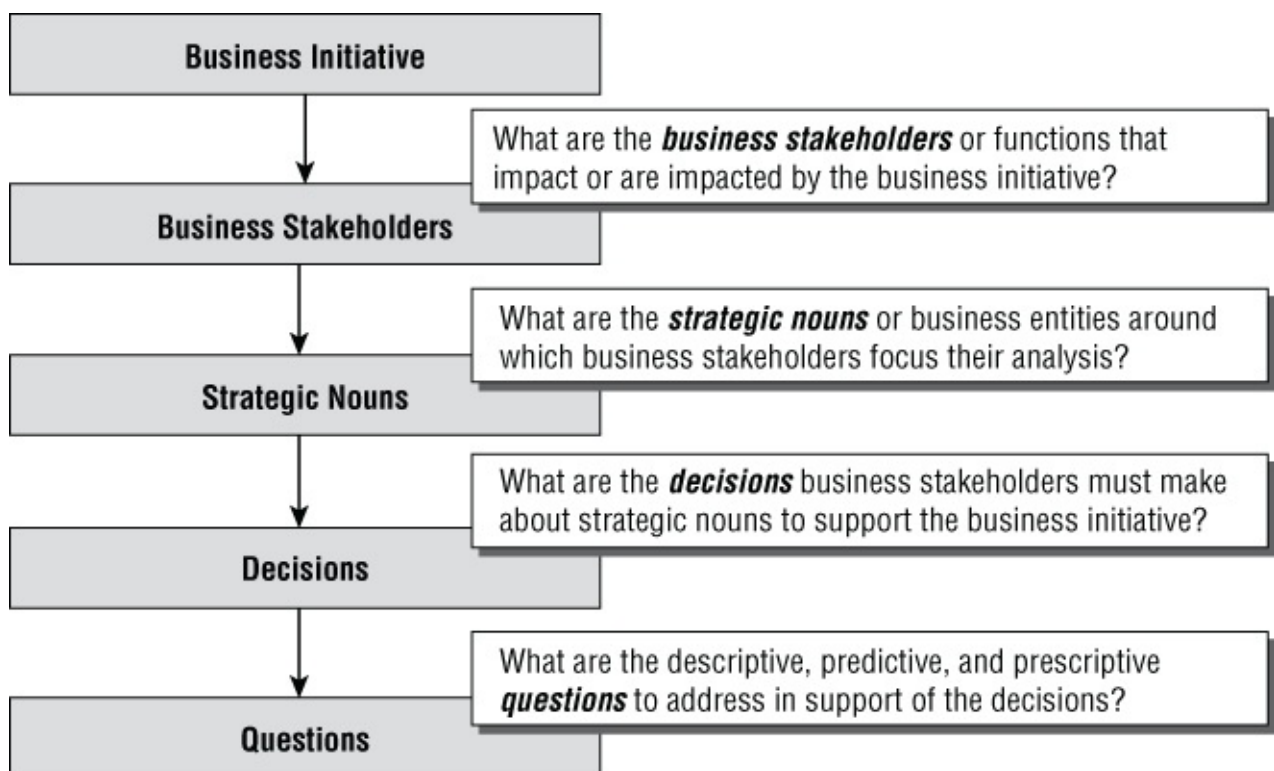 Business Initiative
What are the business stakeholders or functions that
impact or are impacted by the business initiative?
Business Stakeholders
What are the strategic nouns or business entities around
which business stakeholders focus their analysis?
Strategic Nouns
What are the decisions business stakeholders must make
about strategic nouns to support the business initiative?
Decisions
What are the descriptive, predictive, and prescriptive
questions to address in support of the decisions?
Questions